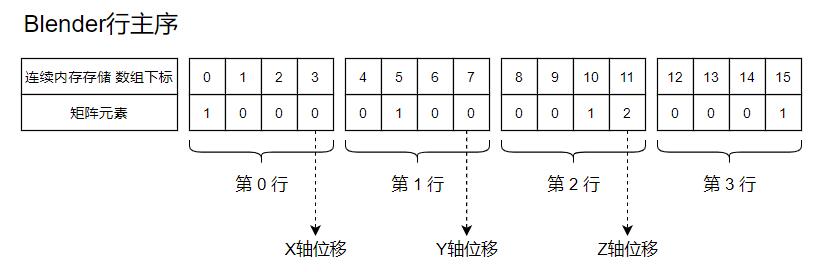 Blender行主序
连续内存存储 数组下标 0 1 2 3 4 5 6 7 8 9 10 11 12 13 14 15
矩阵元素 1 0 0 0 0 1 0 0 0 0 1 2 0 0 0 1
第 0 行 第 1 行 第 2 行 第 3 行
X轴位移 Y轴位移 Z轴位移